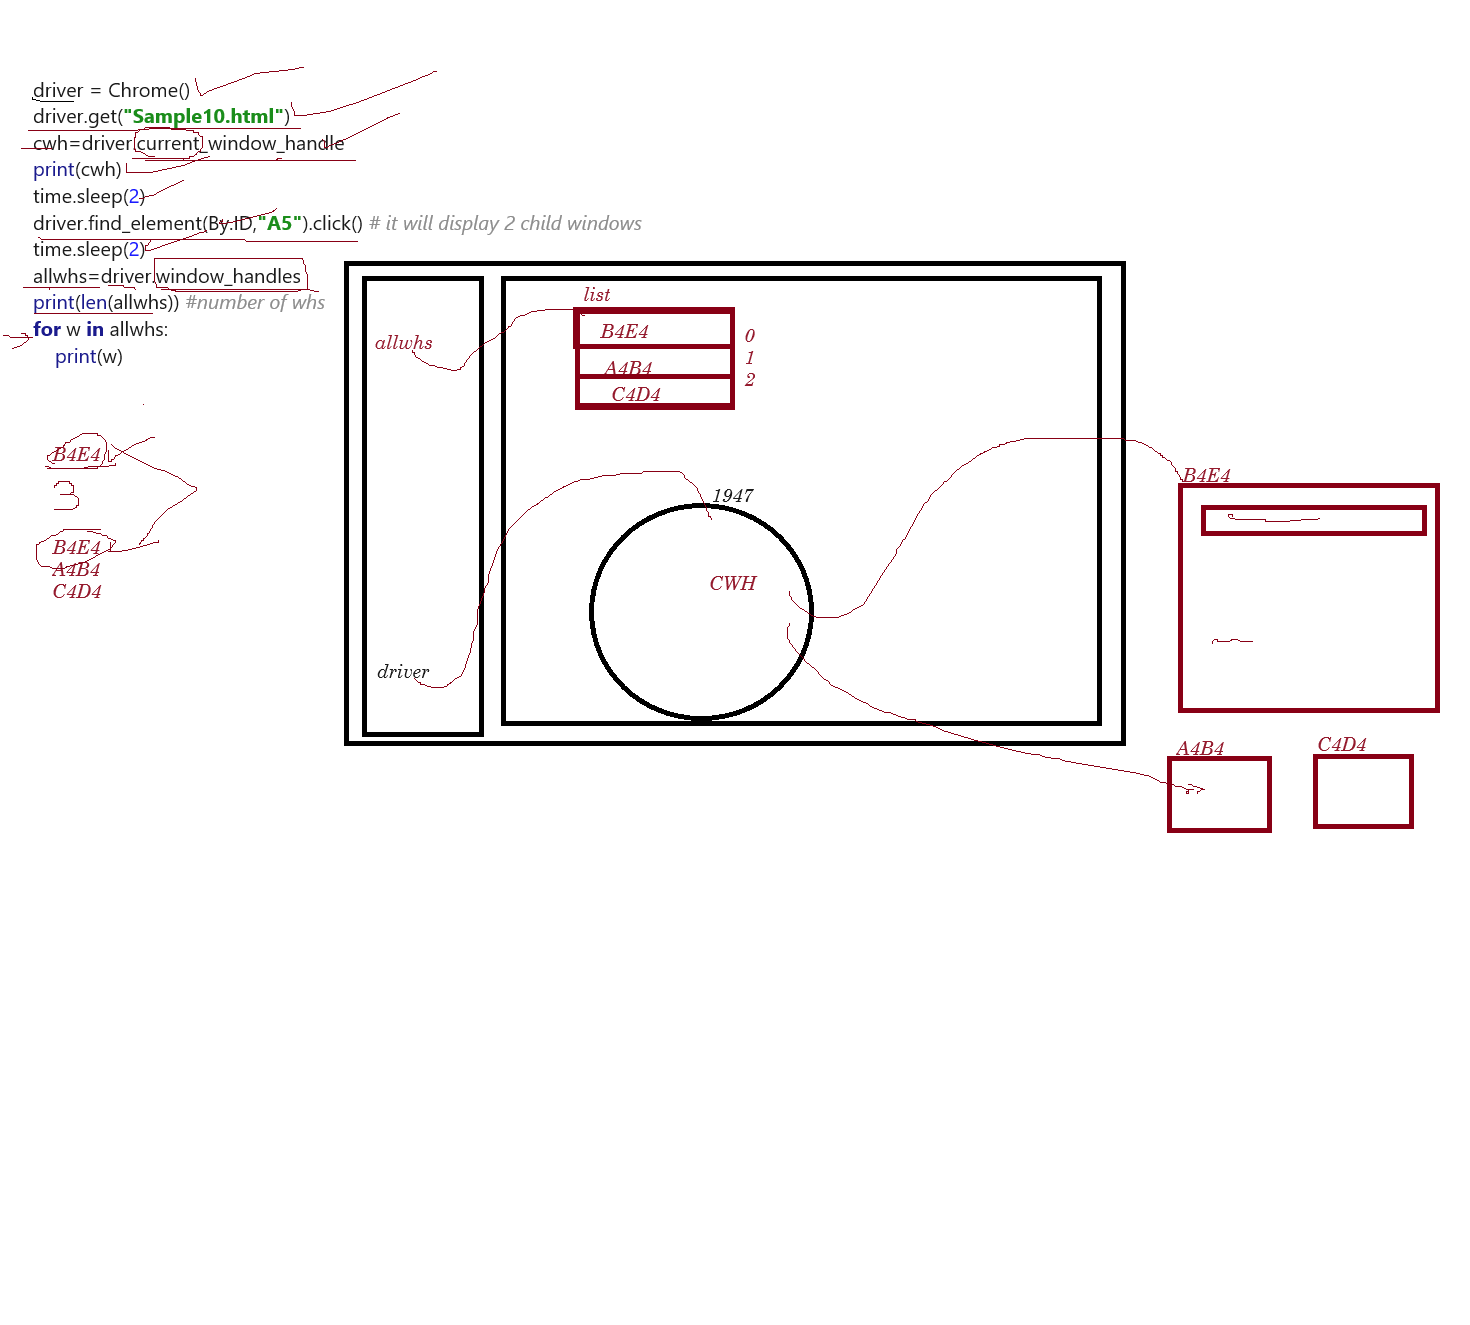 driver = Chrome()
driver.get("Sample10.html")
cwh=driver.current_window_handle
print(cwh)
time.sleep(2)
driver.find_element(By.ID,"A5").click() # it will display 2 child windows
time.sleep(2)
allwhs=driver.window_handles
print(len(allwhs)) #number of whs
for w in allwhs:
print(w)
list
allwhs
B4E4
0
A4B4
1
C4D4
2
B4E4
3
B4E4
A4B4
C4D4
1947
CWH
driver
B4E4
A4B4
C4D4